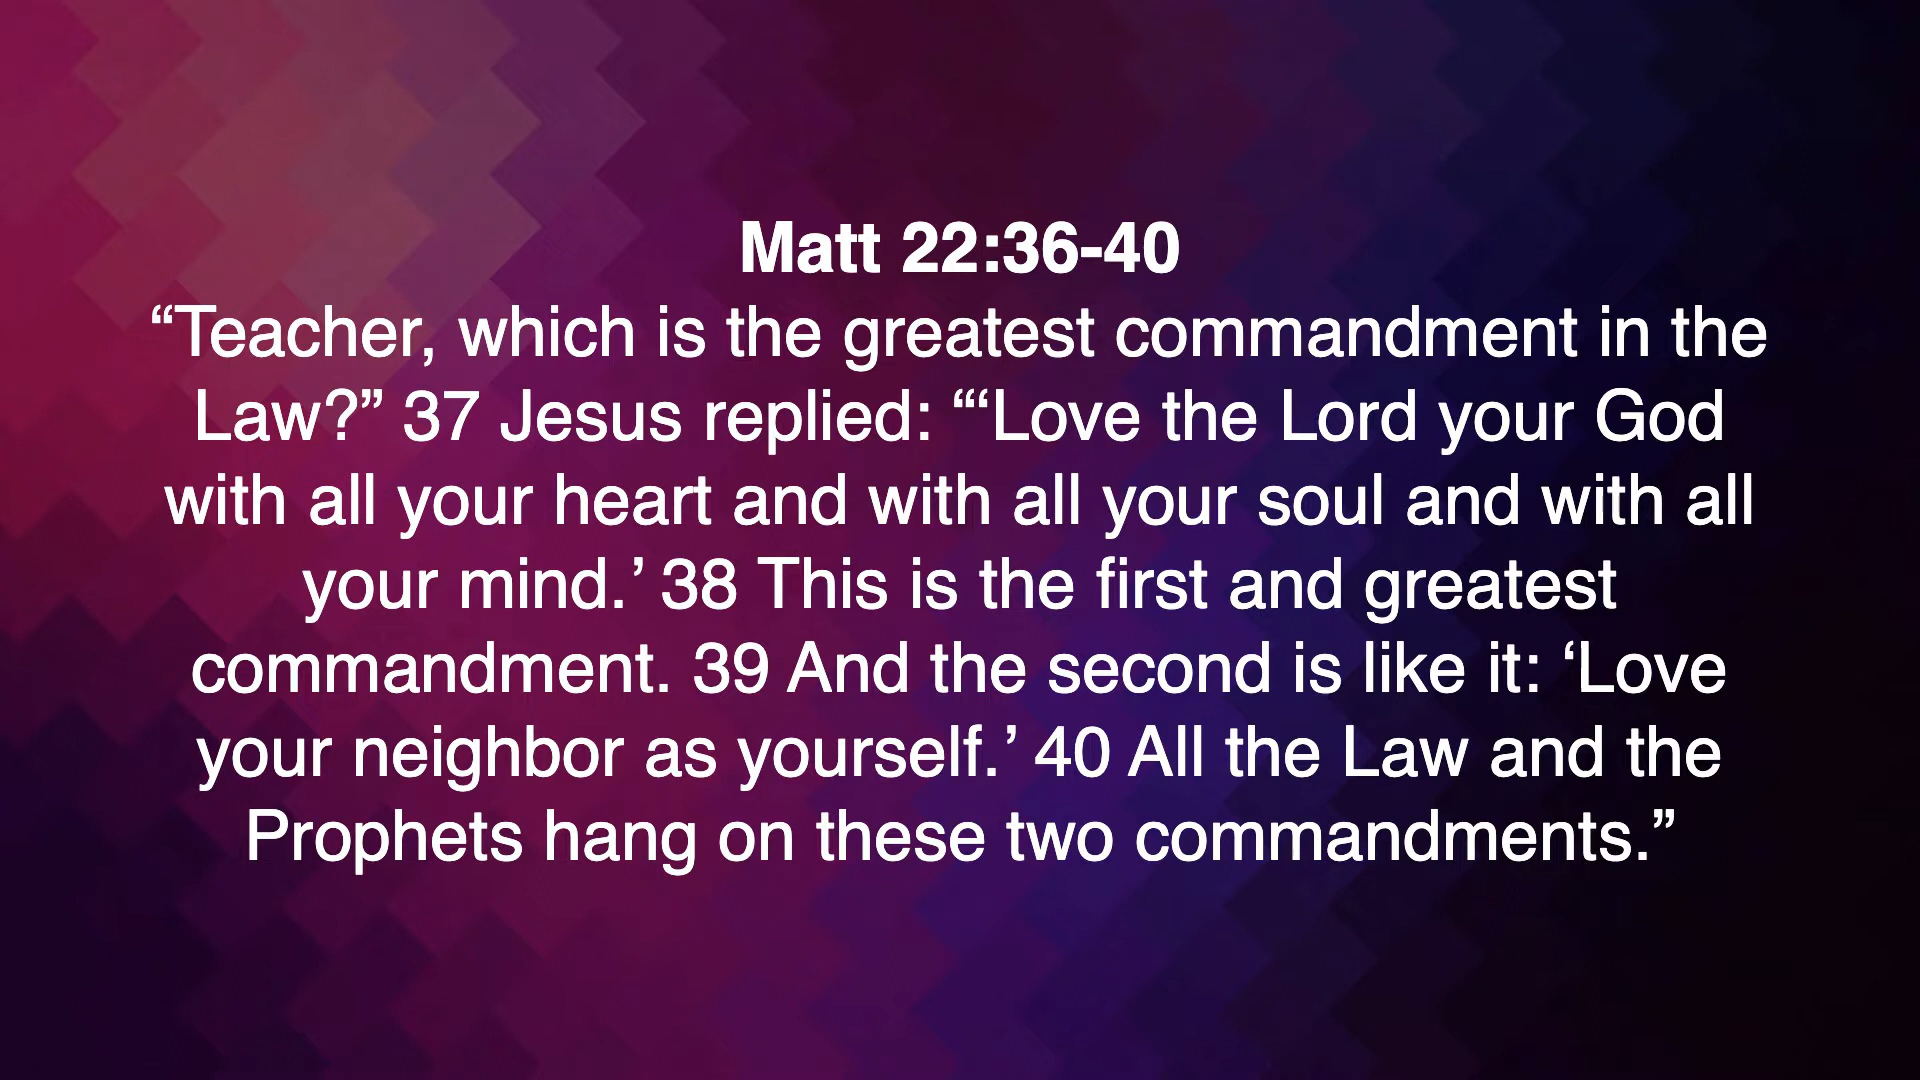 Matt 22:36-40
“Teacher, which is the greatest commandment in the
Law?” 37 Jesus replied: “‘Love the Lord your God
with all your heart and with all your soul and with all
your mind.’ 38 This is the first and greatest
commandment. 39 And the second is like it: ‘Love
your neighbor as yourself.’ 40 All the Law and the
Prophets hang on these two commandments.”